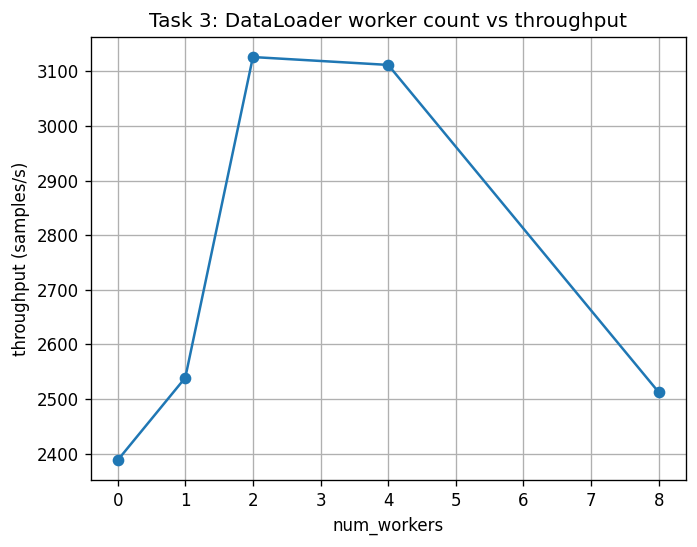 Task 3: DataLoader worker count vs throughput
throughput (samples/s)
3100
3000
2900
2800
2700
2600
2500
2400
0 1 2 3 4 5 6 7 8
num_workers